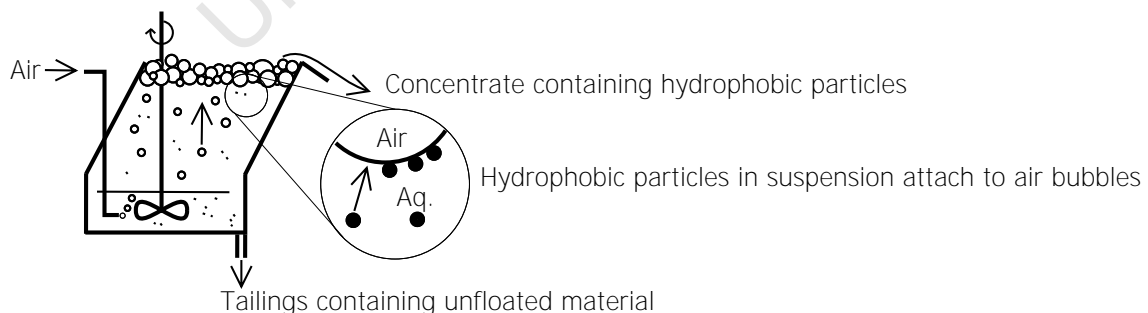 Air
Concentrate containing hydrophobic particles
Air
Hydrophobic particles in suspension attach to air bubbles
Aq.
Tailings containing unfloated material